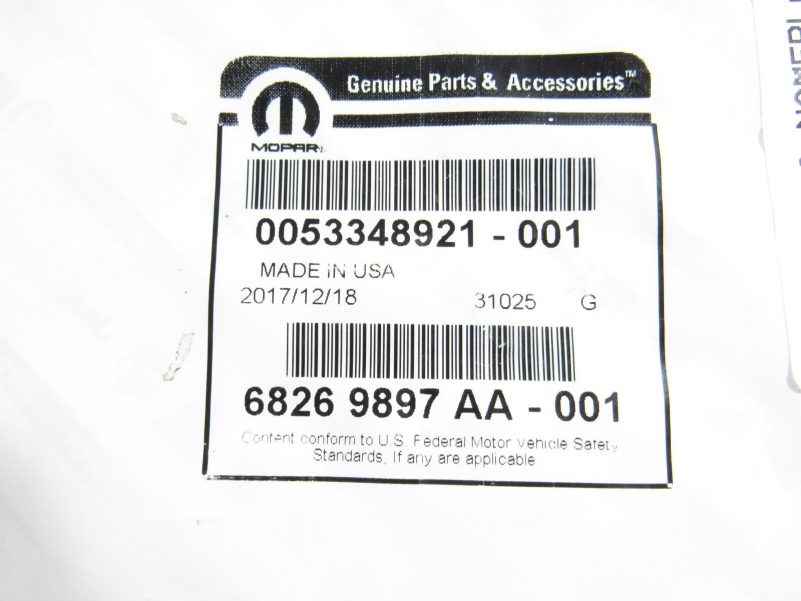 Genuine Parts & Accessories™
MOPAR
0053348921 - 001
MADE IN USA
2017/12/18 31025 G
6826 9897 AA - 001
Content conform to U.S. Federal Motor Vehicle Safety
Standards, If any are applicable